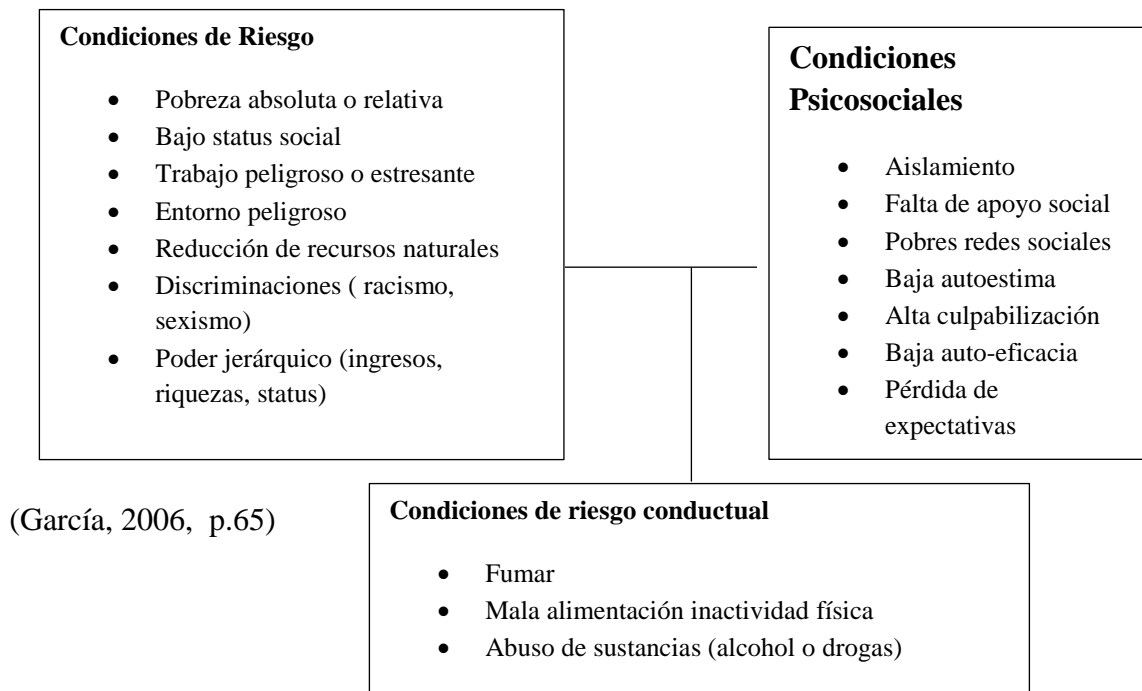 Condiciones de Riesgo
• Pobreza absoluta o relativa
• Bajo status social
• Trabajo peligroso o estresante
• Entorno peligroso
• Reducción de recursos naturales
• Discriminaciones ( racismo,
sexismo)
• Poder jerárquico (ingresos,
riquezas, status)
Condiciones
Psicosociales
• Aislamiento
• Falta de apoyo social
• Pobres redes sociales
• Baja autoestima
• Alta culpabilización
• Baja auto-eficacia
• Pérdida de
expectativas
(García, 2006, p.65)
Condiciones de riesgo conductual
• Fumar
• Mala alimentación inactividad física
• Abuso de sustancias (alcohol o drogas)